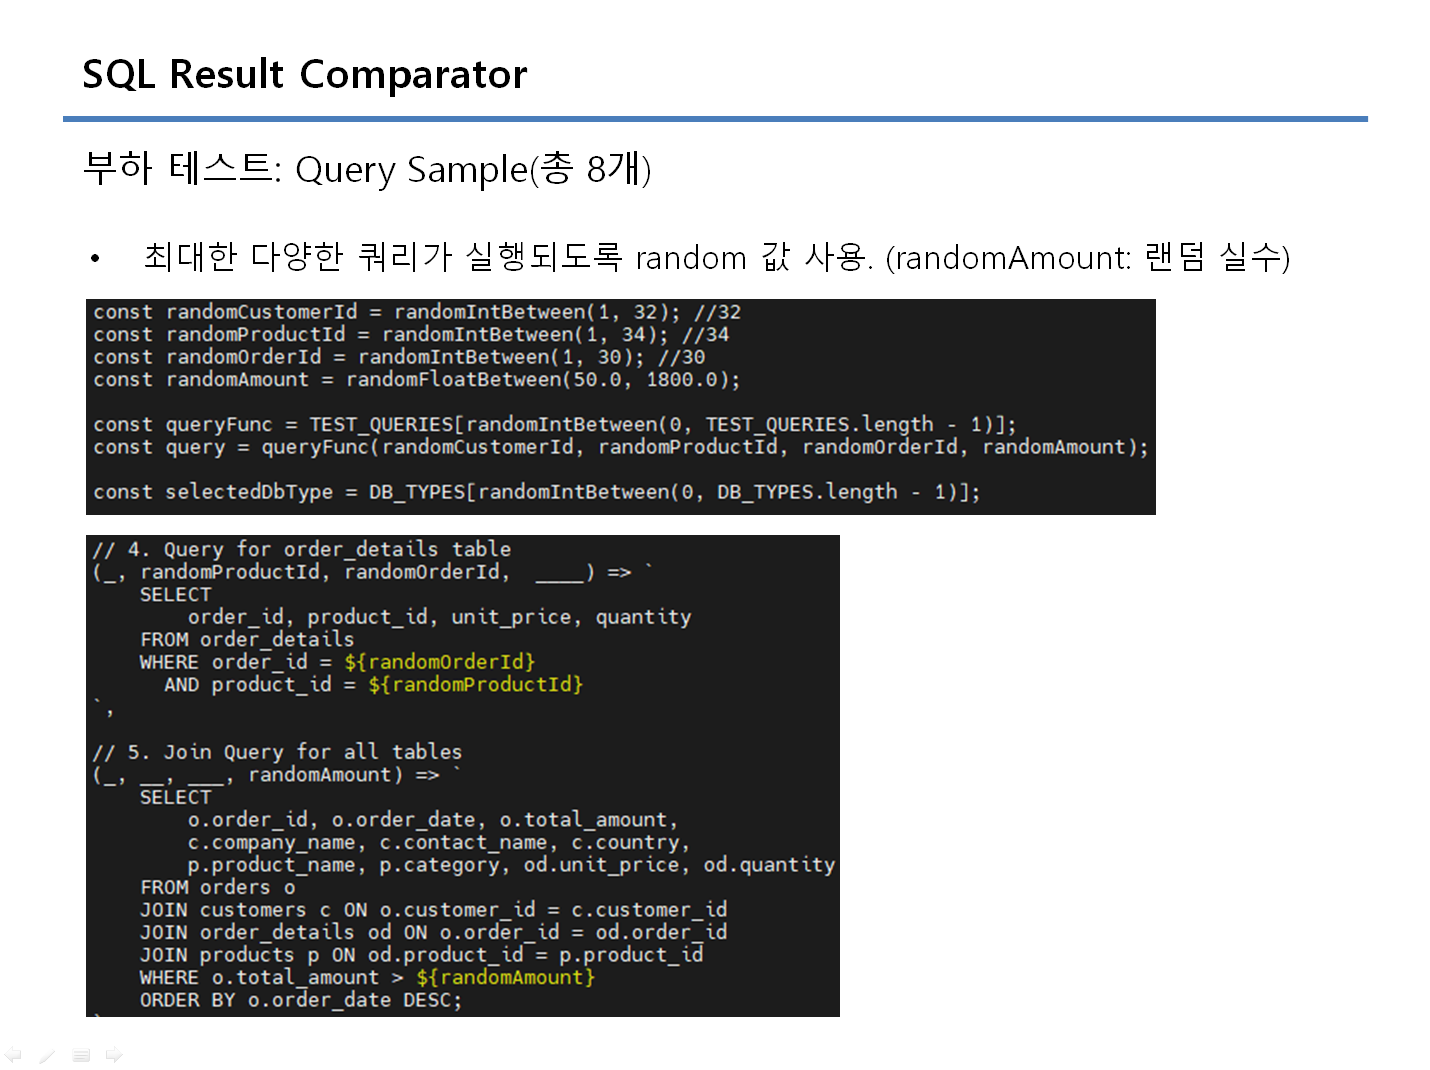 SQL Result Comparator
부하 테스트: Query Sample(총 8개)
• 최대한 다양한 쿼리가 실행되도록 random 값 사용. (randomAmount: 랜덤 실수)
const randomCustomerId = randomIntBetween(1, 32); //32
const randomProductId = randomIntBetween(1, 34); //34
const randomOrderId = randomIntBetween(1, 30); //30
const randomAmount = randomFloatBetween(50.0, 1800.0);

const queryFunc = TEST_QUERIES[randomIntBetween(0, TEST_QUERIES.length - 1)];
const query = queryFunc(randomCustomerId, randomProductId, randomOrderId, randomAmount);

const selectedDbType = DB_TYPES[randomIntBetween(0, DB_TYPES.length - 1)];

// 4. Query for order_details table
(_, randomProductId, randomOrderId,  ____) => `
    SELECT
        order_id, product_id, unit_price, quantity
    FROM order_details
    WHERE order_id = ${randomOrderId}
      AND product_id = ${randomProductId}
`,

// 5. Join Query for all tables
(_, __, ___, randomAmount) => `
    SELECT
        o.order_id, o.order_date, o.total_amount,
        c.company_name, c.contact_name, c.country,
        p.product_name, p.category, od.unit_price, od.quantity
    FROM orders o
    JOIN customers c ON o.customer_id = c.customer_id
    JOIN order_details od ON o.order_id = od.order_id
    JOIN products p ON od.product_id = p.product_id
    WHERE o.total_amount > ${randomAmount}
    ORDER BY o.order_date DESC;
`